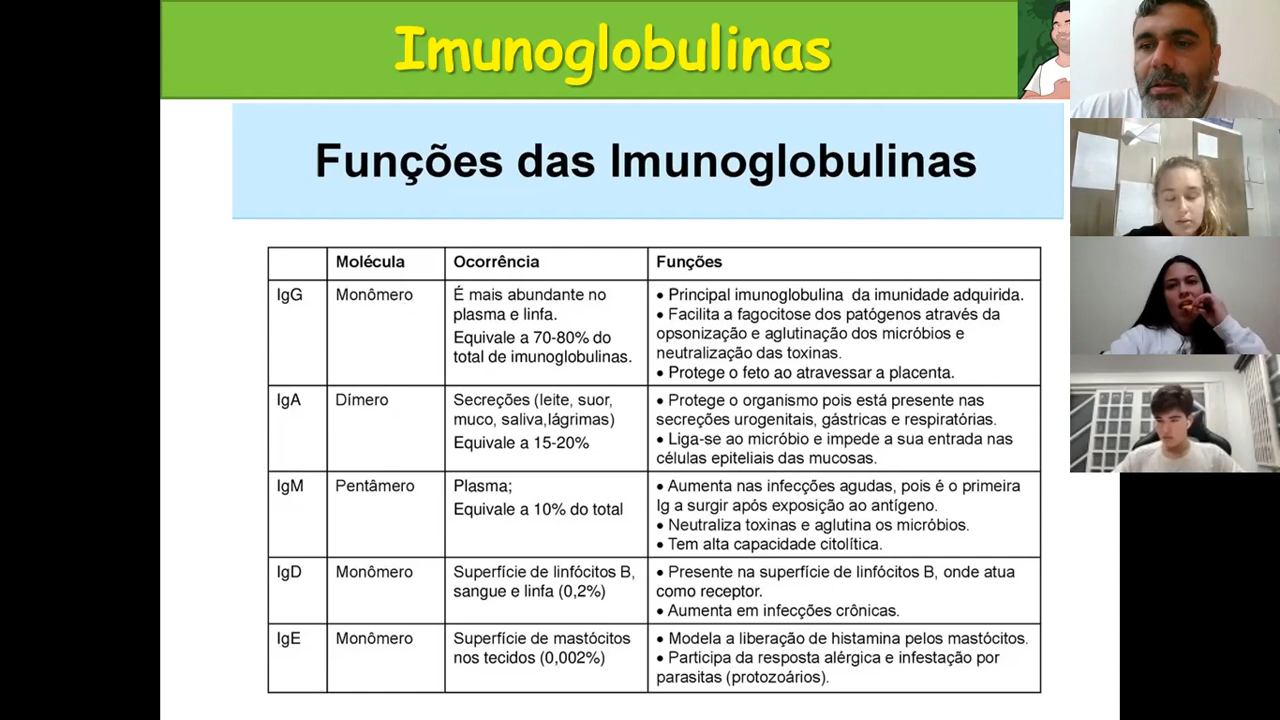 Imunoglobulinas
Funções das Imunoglobulinas
Molécula
Ocorrência
Funções
IgG
Monômero
É mais abundante no
plasma e linfa.
Equivale a 70-80% do
total de imunoglobulinas.
• Principal imunoglobulina da imunidade adquirida.
• Facilita a fagocitose dos patógenos através da
opsonização e aglutinação dos micróbios e
neutralização das toxinas.
• Protege o feto ao atravessar a placenta.
IgA
Dímero
Secreções (leite, suor,
muco, saliva,lágrimas)
Equivale a 15-20%
• Protege o organismo pois está presente nas
secreções urogenitais, gástricas e respiratórias.
• Liga-se ao micróbio e impede a sua entrada nas
células epiteliais das mucosas.
IgM
Pentâmero
Plasma;
Equivale a 10% do total
• Aumenta nas infecções agudas, pois é o primeira
Ig a surgir após exposição ao antígeno.
• Neutraliza toxinas e aglutina os micróbios.
• Tem alta capacidade citolítica.
IgD
Monômero
Superfície de linfócitos B,
sangue e linfa (0,2%)
• Presente na superfície de linfócitos B, onde atua
como receptor.
• Aumenta em infecções crônicas.
IgE
Monômero
Superfície de mastócitos
nos tecidos (0,002%)
• Modela a liberação de histamina pelos mastócitos.
• Participa da resposta alérgica e infestação por
parasitas (protozoários).